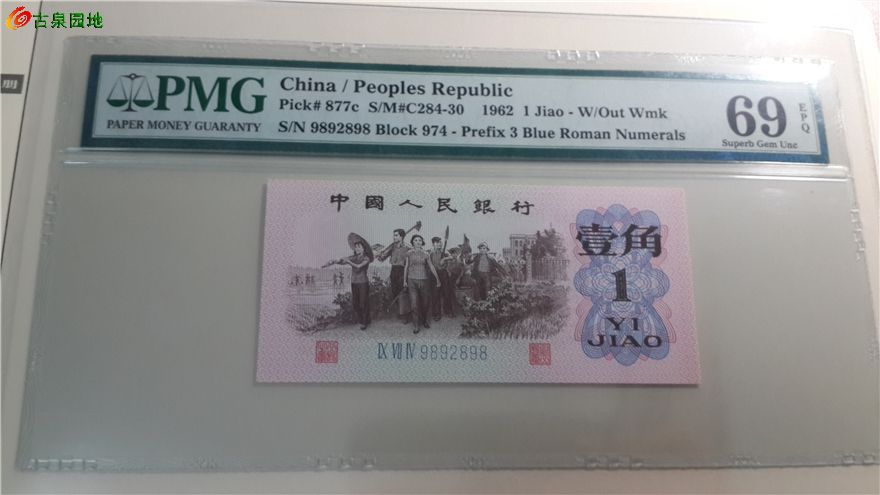 古泉园地
册
PMG
PAPER MONEY GUARANTY
China / Peoples Republic
Pick# 877c S/M#C284-30 1962 1 Jiao - W/Out Wmk
S/N 9892898 Block 974 - Prefix 3 Blue Roman Numerals
69
EPQ
Superb Gem Unc
中國人民銀行
壹角
1
YI
JIAO
IX VII IV 9892898